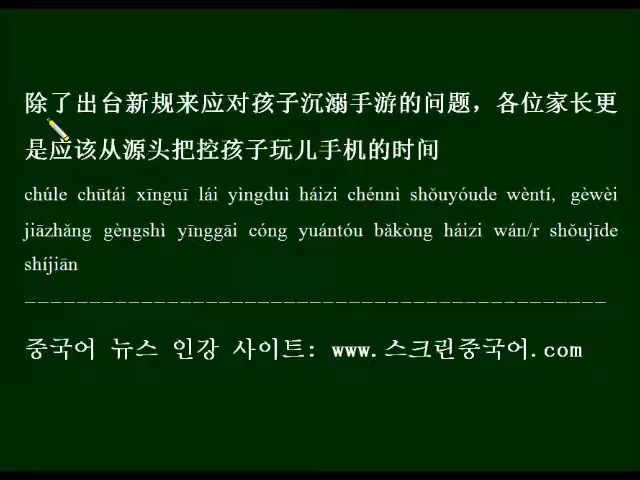 除了出台新规来应对孩子沉溺手游的问题，各位家长更
是应该从源头把控孩子玩儿手机的时间
chúle chūtái xīnguī lái yìngduì háizi chénnì shǒuyóude wèntí, gèwèi
jiāzhǎng gèngshì yīnggāi cóng yuántóu bǎkòng háizi wán/r shǒujīde
shíjiān
------------------------------------------------
중국어 뉴스 인강 사이트: www.스크린중국어.com